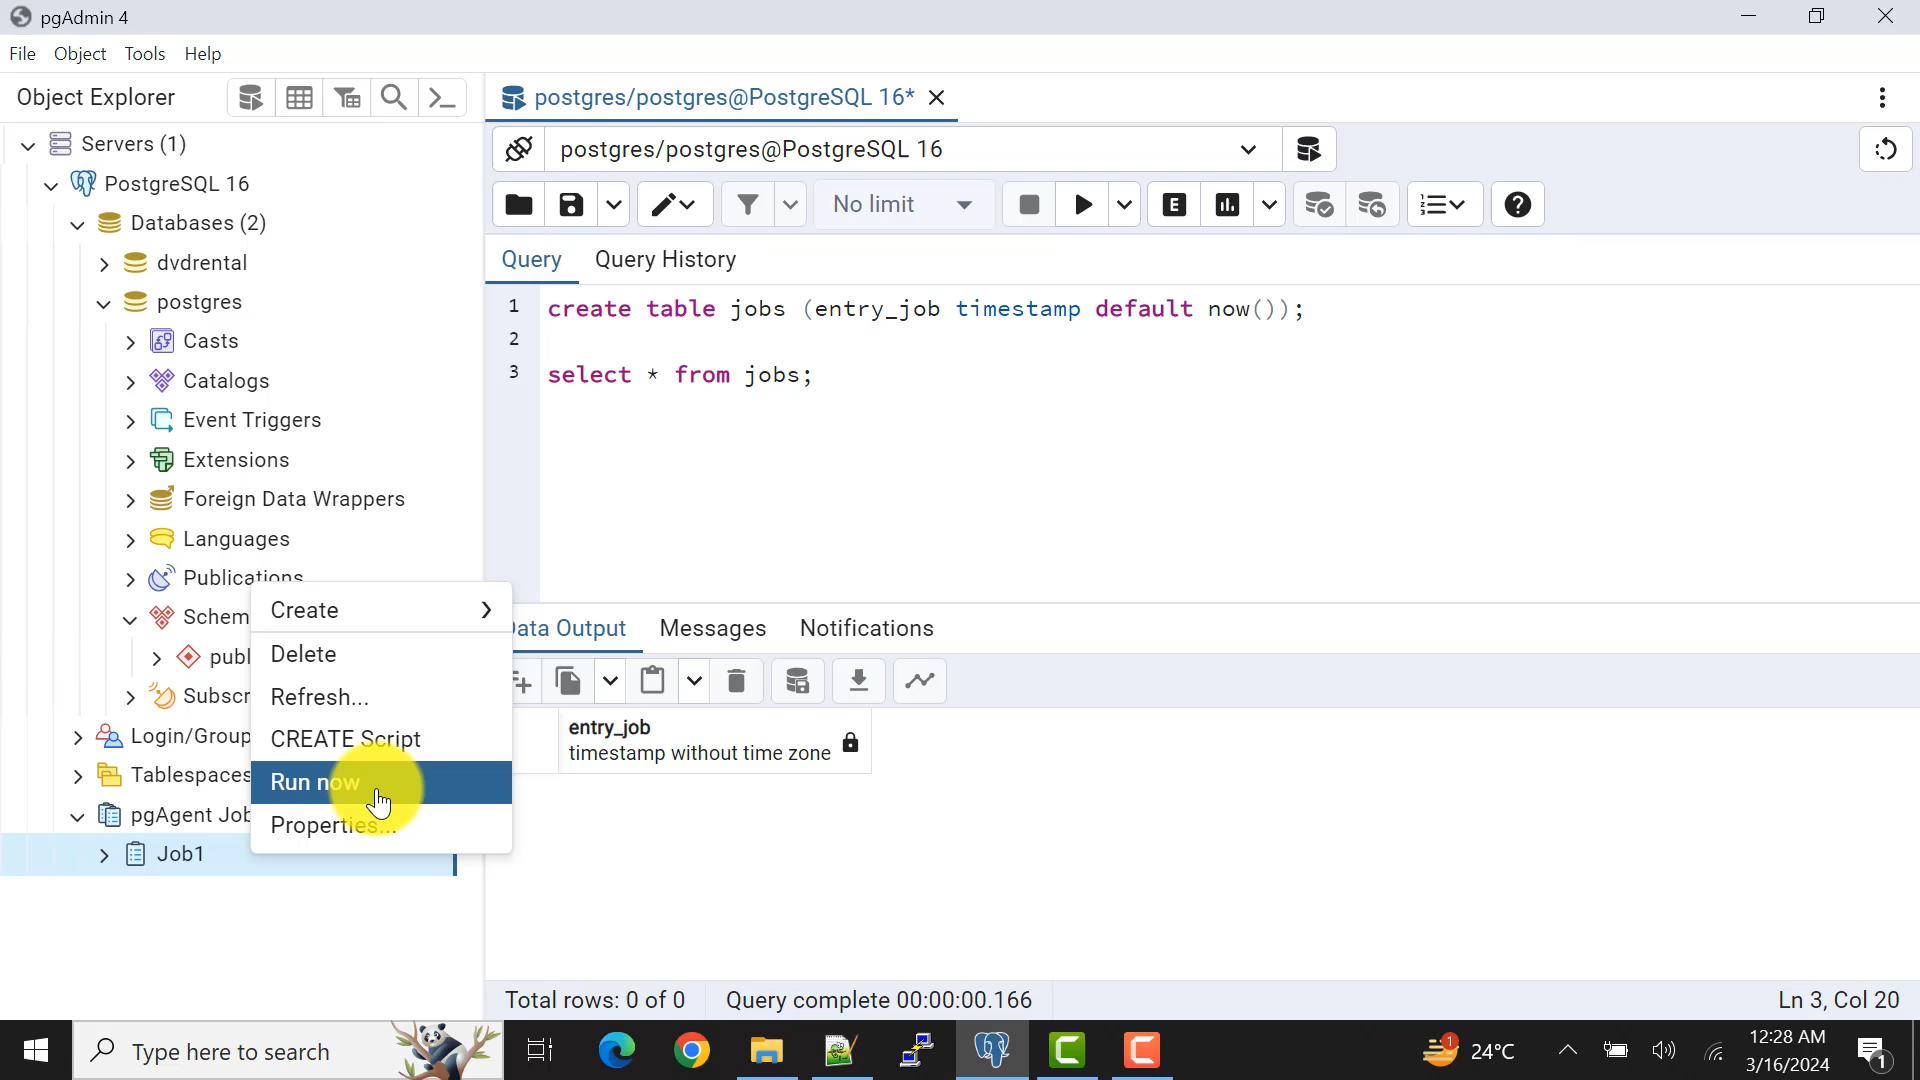 pgAdmin 4
File Object Tools Help
Object Explorer
postgres/postgres@PostgreSQL 16*
Servers (1)
PostgreSQL 16
Databases (2)
dvdrental
postgres
Casts
Catalogs
Event Triggers
Extensions
Foreign Data Wrappers
Languages
Publications
Schem
publ
Subscr
Login/Group
Tablespaces
pgAgent Job
Job1
Create
Delete
Refresh...
CREATE Script
Run now
Properties...
postgres/postgres@PostgreSQL 16
No limit
E
Query Query History
1 create table jobs (entry_job timestamp default now());
2
3 select * from jobs;
Data Output Messages Notifications
entry_job
timestamp without time zone
Total rows: 0 of 0 Query complete 00:00:00.166 Ln 3, Col 20
Type here to search
1
24°C
12:28 AM
3/16/2024
1